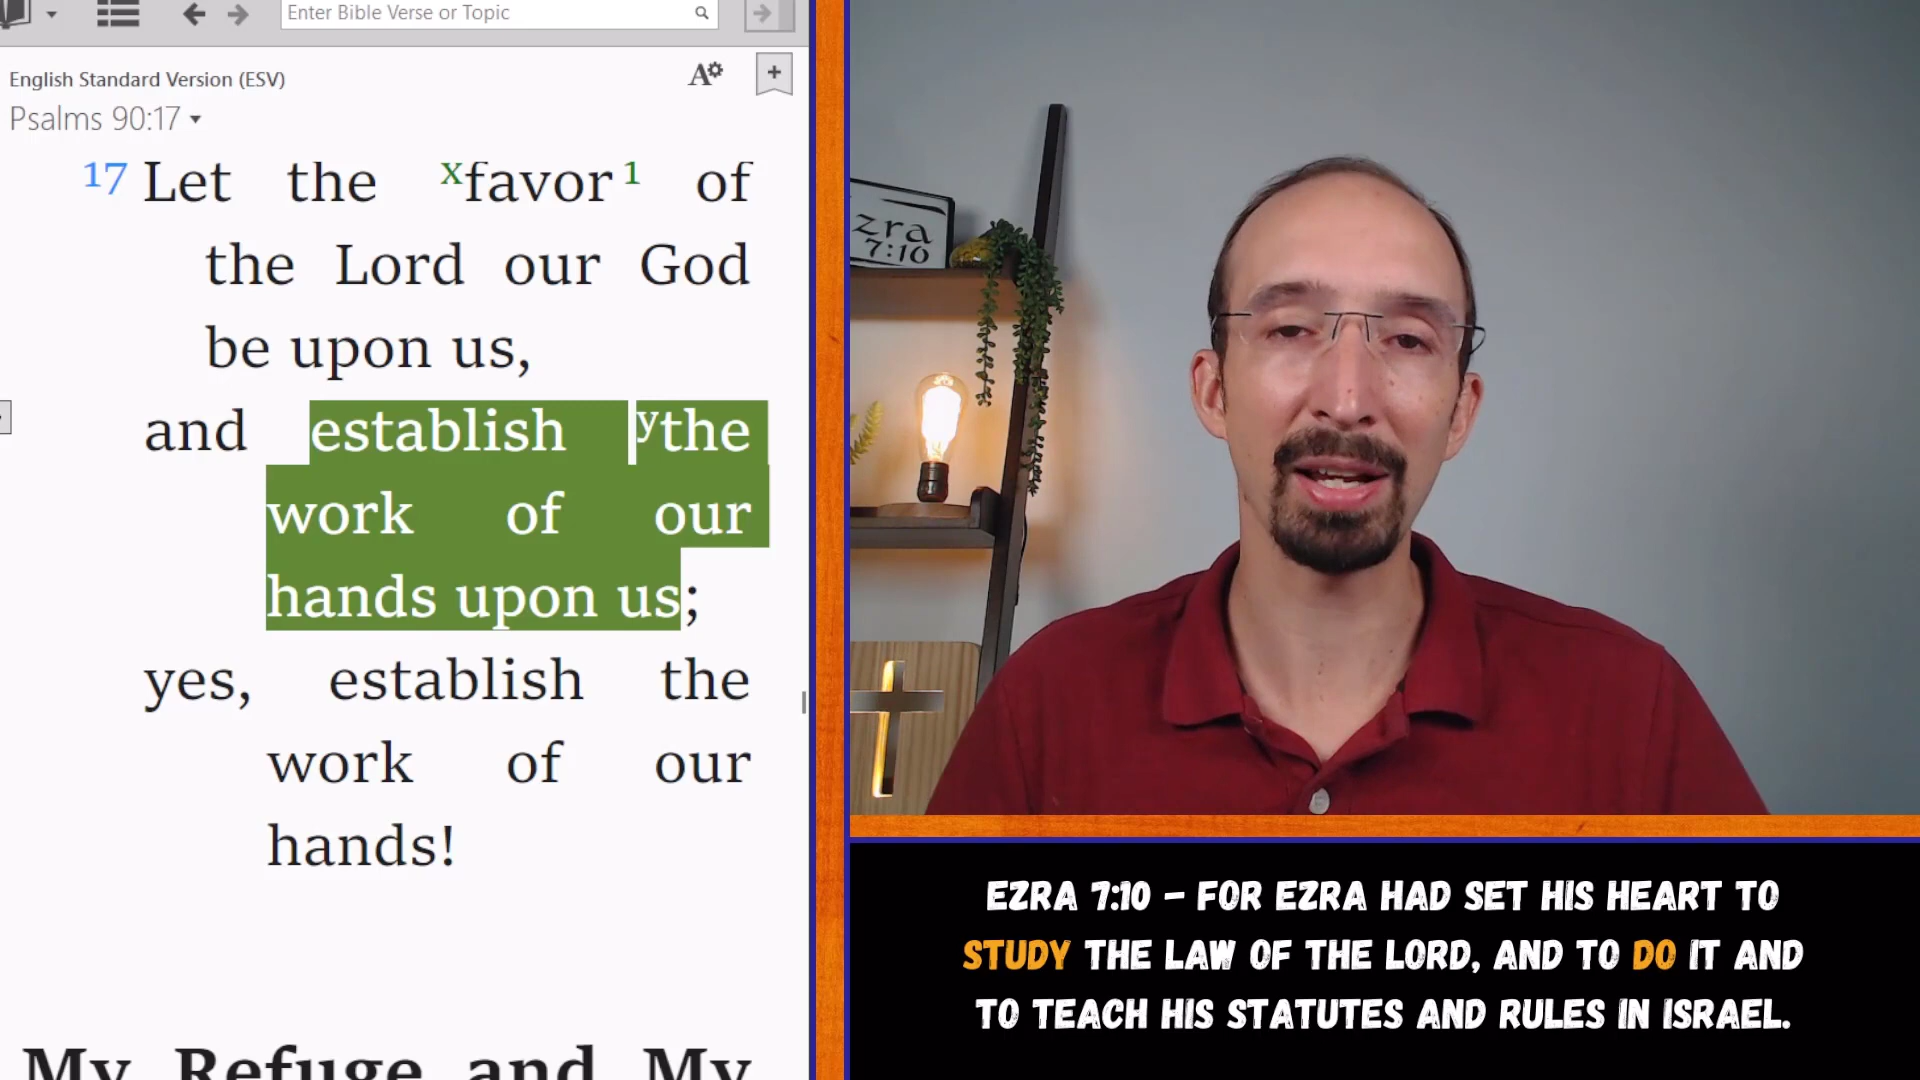 Enter Bible Verse or Topic
English Standard Version (ESV)
Psalms 90:17
17 Let the xfavor1 of
the Lord our God
be upon us,
and establish ythe
work of our
hands upon us;
yes, establish the
work of our
hands!
My Refuge and My
zra
7:10
EZRA 7:10 – FOR EZRA HAD SET HIS HEART TO
STUDY THE LAW OF THE LORD, AND TO DO IT AND
TO TEACH HIS STATUTES AND RULES IN ISRAEL.